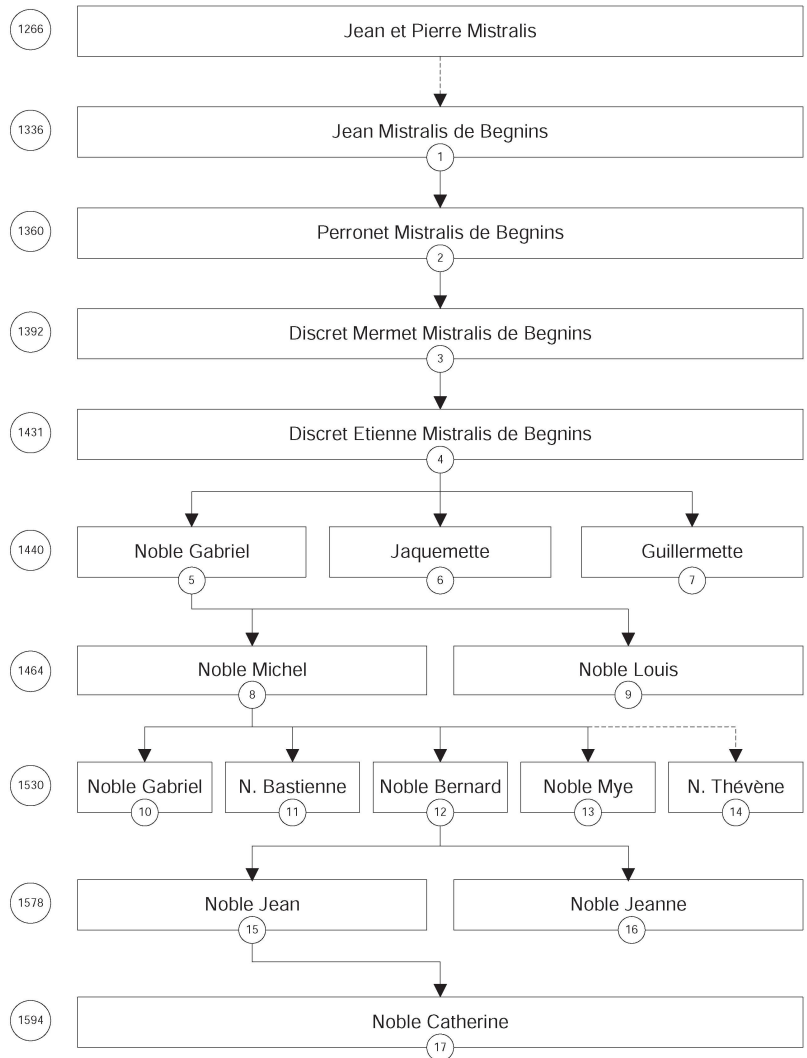 1266
Jean et Pierre Mistralis
1336
Jean Mistralis de Begnins
1
1360
Perronet Mistralis de Begnins
2
1392
Discret Mermet Mistralis de Begnins
3
1431
Discret Etienne Mistralis de Begnins
4
1440
Noble Gabriel
Jaquemette
Guillermette
5
6
7
1464
Noble Michel
Noble Louis
8
9
1530
Noble Gabriel
N. Bastienne
Noble Bernard
Noble Mye
N. Thévène
10
11
12
13
14
1578
Noble Jean
Noble Jeanne
15
16
1594
Noble Catherine
17